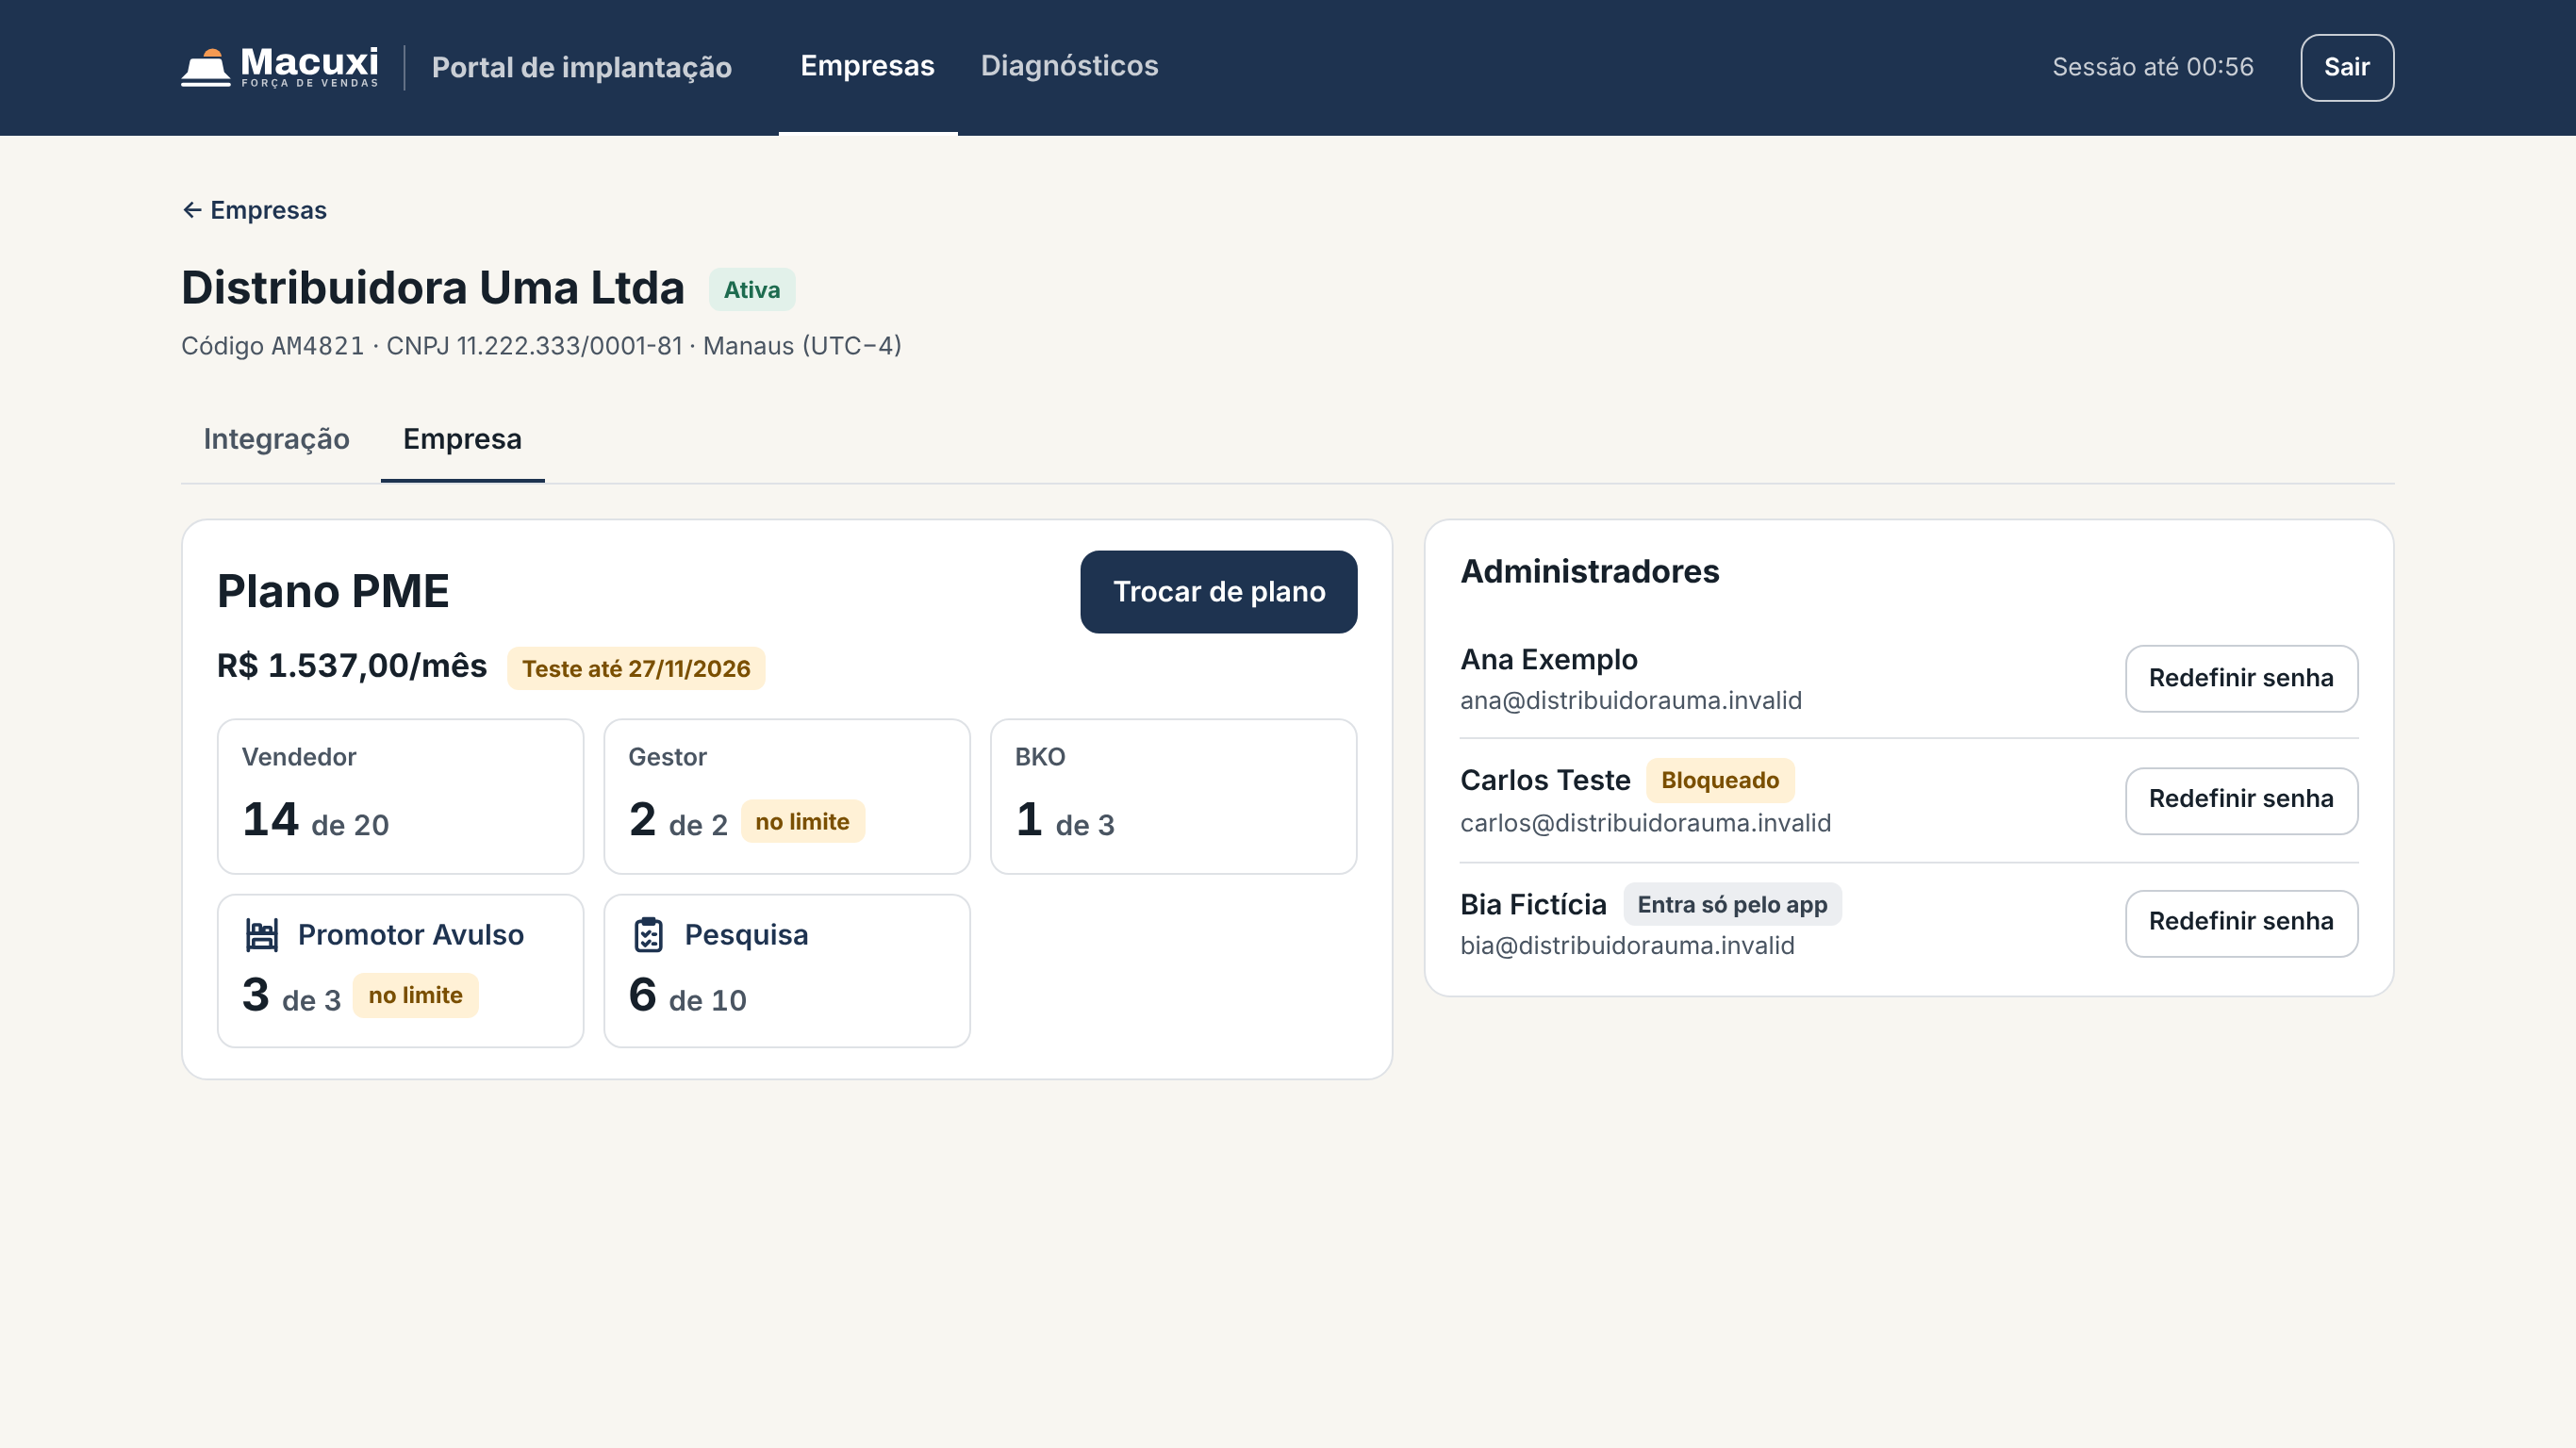 Macuxi
FORÇA DE VENDAS
Portal de implantação
Empresas
Diagnósticos
Sessão até 00:56
Sair
← Empresas
Distribuidora Uma Ltda
Ativa
Código AM4821 · CNPJ 11.222.333/0001-81 · Manaus (UTC−4)
Integração
Empresa
Plano PME
Trocar de plano
R$ 1.537,00/mês
Teste até 27/11/2026
Vendedor
14 de 20
Gestor
2 de 2 no limite
BKO
1 de 3
Promotor Avulso
3 de 3 no limite
Pesquisa
6 de 10
Administradores
Ana Exemplo
ana@distribuidorauma.invalid
Redefinir senha
Carlos Teste Bloqueado
carlos@distribuidorauma.invalid
Redefinir senha
Bia Fictícia Entra só pelo app
bia@distribuidorauma.invalid
Redefinir senha